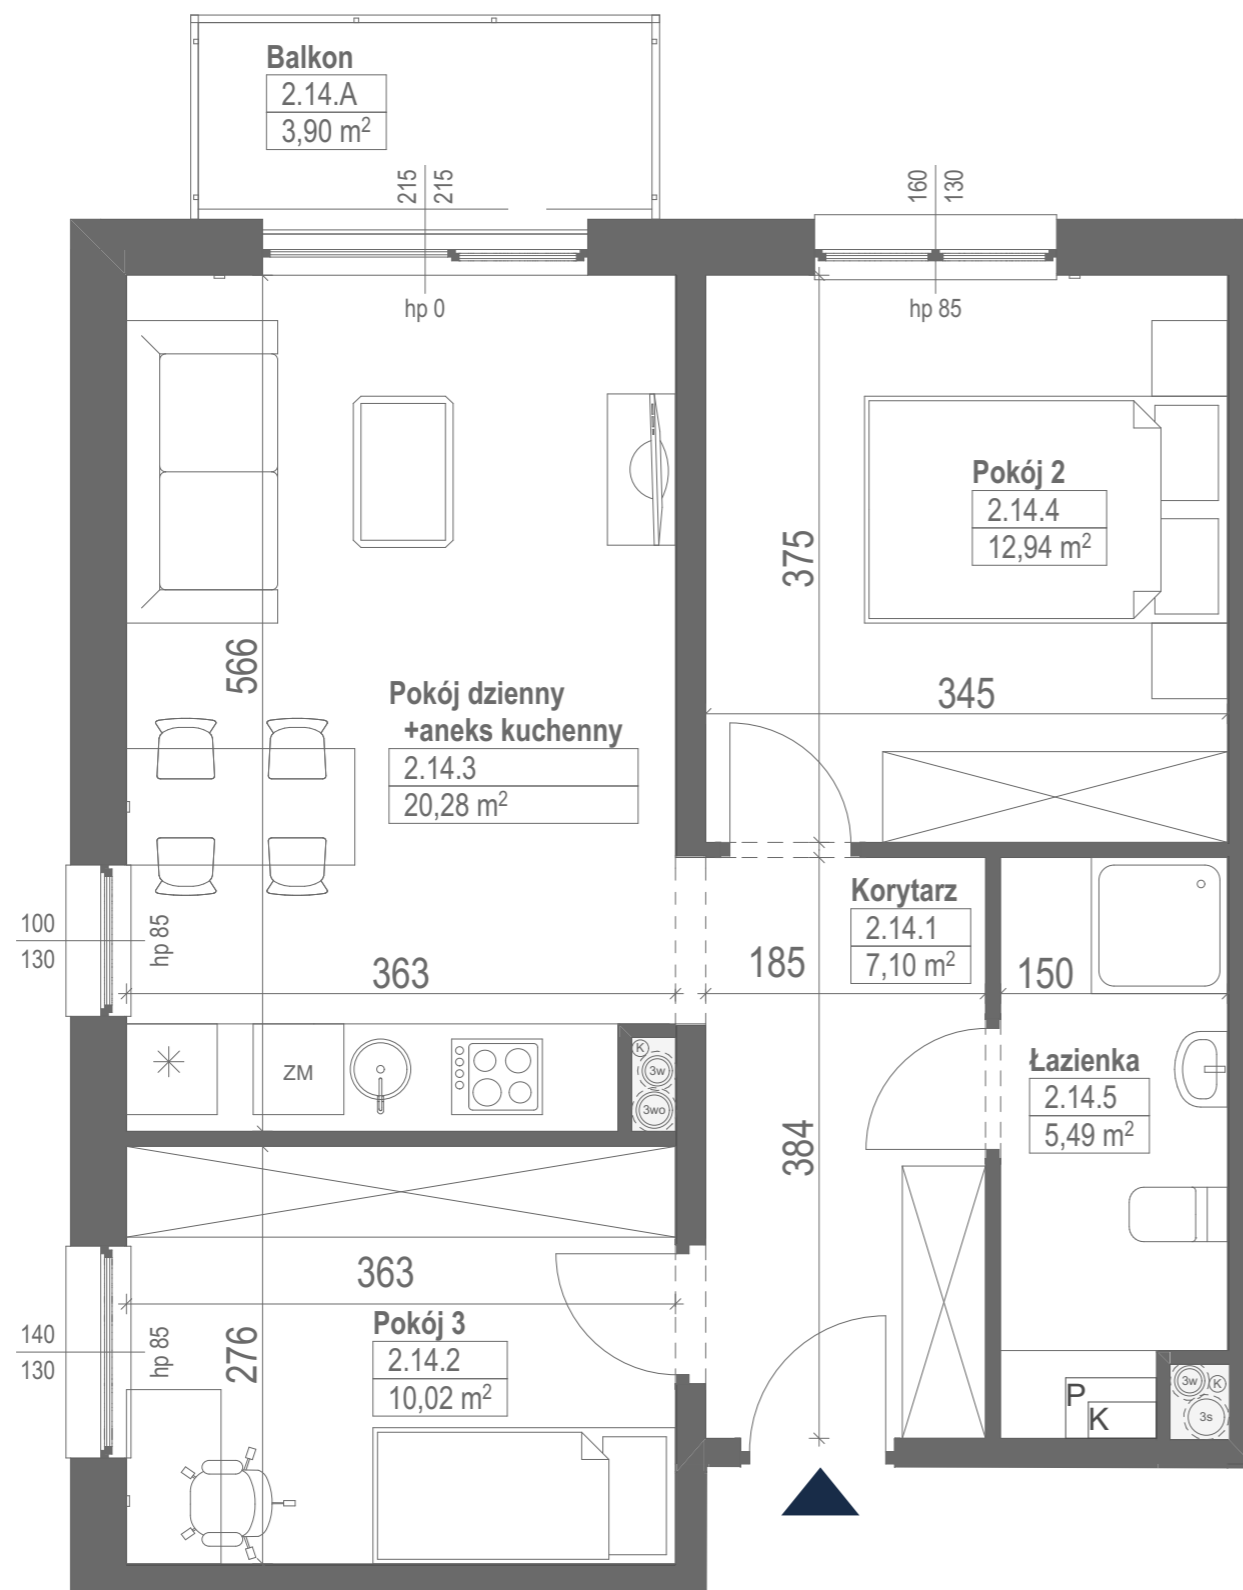 Balkon
2.14.A
3,90 m²
215
215
160
130
hp 0
hp 85
Pokój 2
2.14.4
12,94 m²
375
345
566
Pokój dzienny
+aneks kuchenny
2.14.3
20,28 m²
100
130
hp 85
363
185
Korytarz
2.14.1
7,10 m²
150
ZM
K
3w
3wo
Łazienka
2.14.5
5,49 m²
384
363
Pokój 3
2.14.2
10,02 m²
140
130
hp 85
276
P
K
3w
K
3s